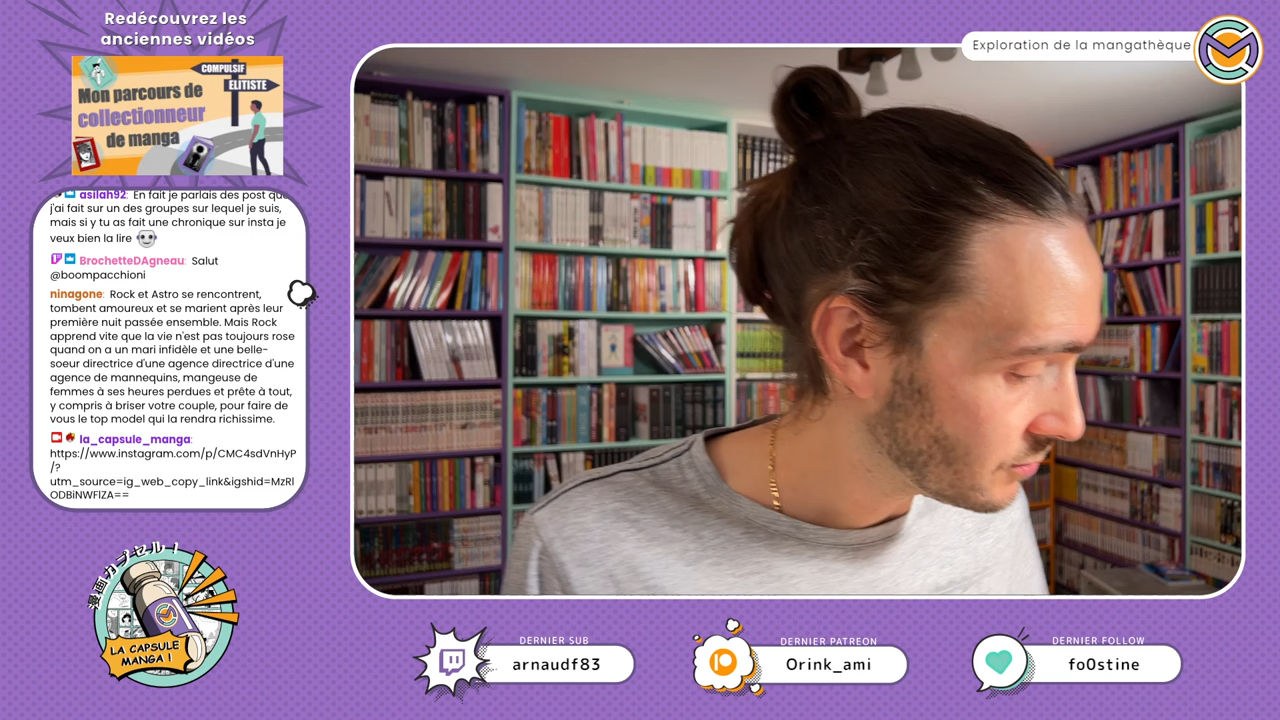 Redécouvrez les
anciennes vidéos
COMPULSIF
ELITISTE
Mon parcours de
collectionneur
de manga
asilah92: En fait je parlais des post que
j'ai fait sur un des groupes sur lequel je suis,
mais si y tu as fait une chronique sur insta je
veux bien la lire
BrochetteDAgneau: Salut
@boompacchioni
ninagone: Rock et Astro se rencontrent,
tombent amoureux et se marient après leur
première nuit passée ensemble. Mais Rock
apprend vite que la vie n'est pas toujours rose
quand on a un mari infidèle et une belle-
soeur directrice d'une agence directrice d'une
agence de mannequins, mangeuse de
femmes à ses heures perdues et prête à tout,
y compris à briser votre couple, pour faire de
vous le top model qui la rendra richissime.
la_capsule_manga:
https://www.instagram.com/p/CMC4sdVnHyP
/?
utm_source=ig_web_copy_link&igshid=MzRl
ODBiNWFlZA==
漫画カプセル!
LA CAPSULE
MANGA !
Exploration de la mangathèque
DERNIER SUB
arnaudf83
DERNIER PATREON
Orink_ami
DERNIER FOLLOW
fo0stine